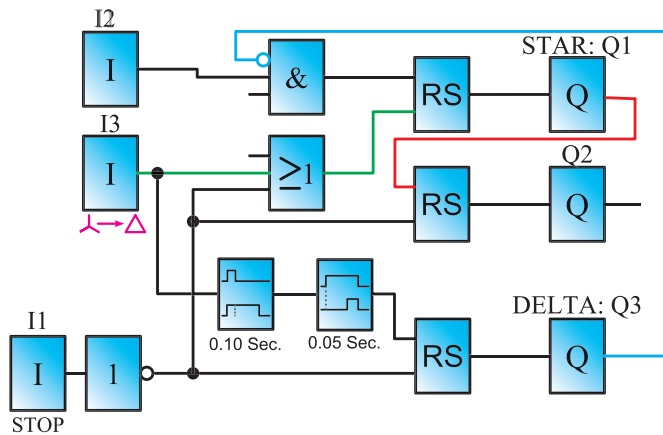 I2
STAR: Q1
I
&
RS
Q
I3
Q2
I
≥1
RS
Q
0.10 Sec.
0.05 Sec.
DELTA: Q3
I1
I
1
RS
Q
STOP